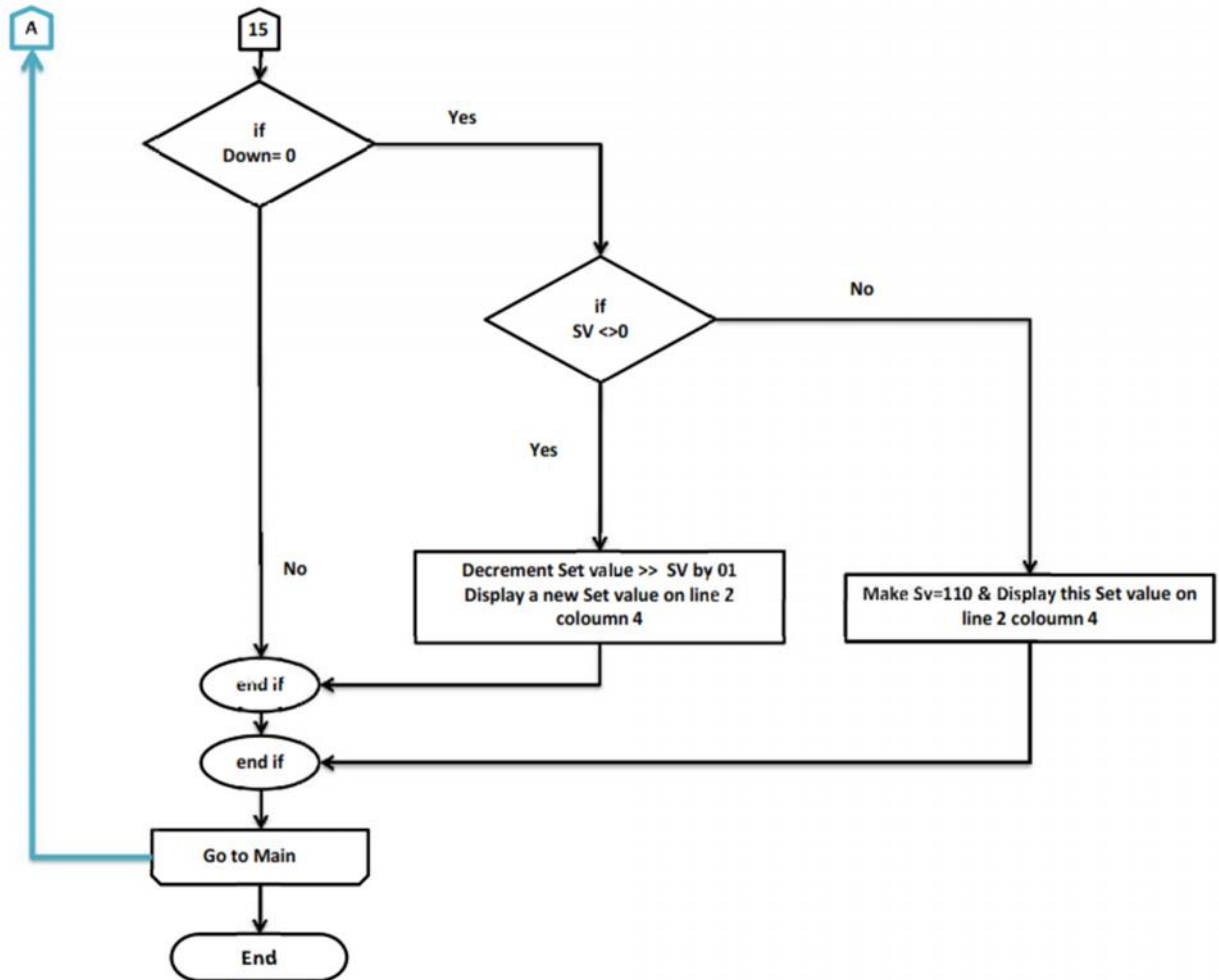 A
15
if
Down= 0
Yes
if
SV <>0
No
Yes
No
Decrement Set value >> SV by 01
Display a new Set value on line 2
coloumn 4
Make Sv=110 & Display this Set value on
line 2 coloumn 4
end if
end if
Go to Main
End